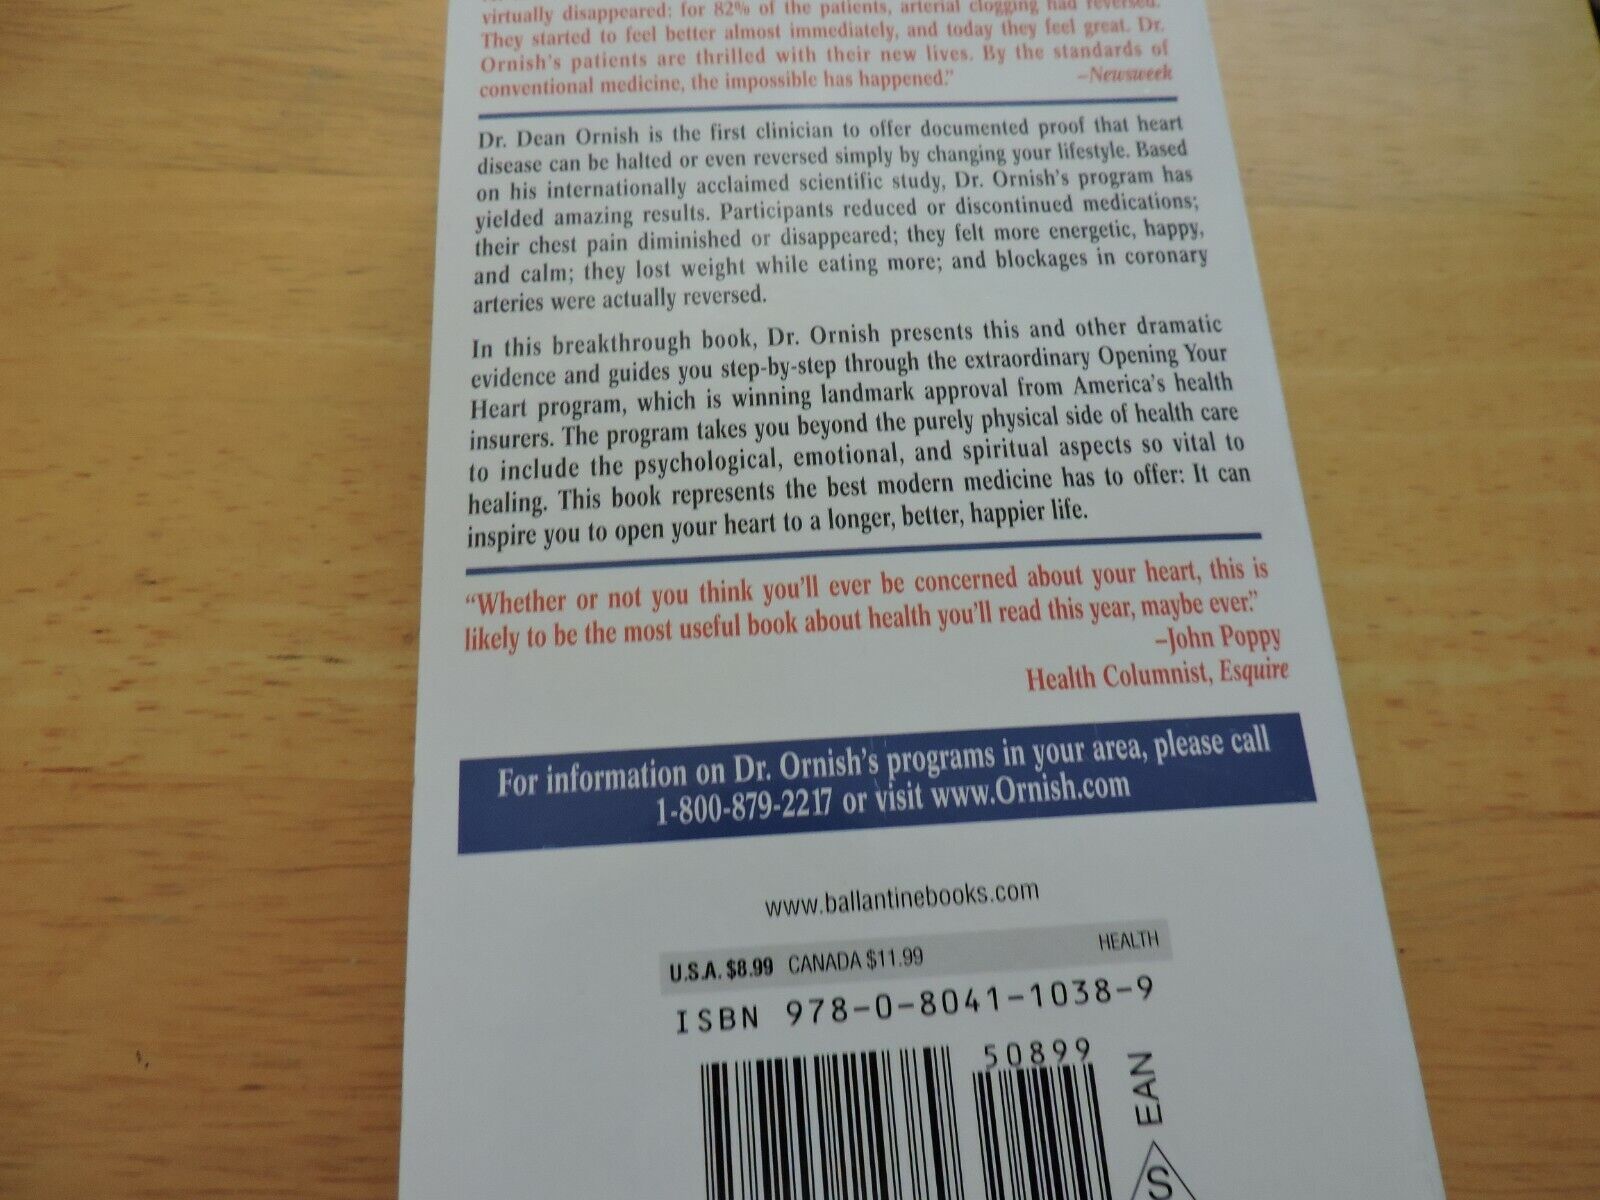 virtually disappeared; for 82% of the patients, arterial clogging had reversed.
They started to feel better almost immediately, and today they feel great. Dr.
Ornish's patients are thrilled with their new lives. By the standards of
conventional medicine, the impossible has happened."
–Newsweek
Dr. Dean Ornish is the first clinician to offer documented proof that heart
disease can be halted or even reversed simply by changing your lifestyle. Based
on his internationally acclaimed scientific study, Dr. Ornish's program has
yielded amazing results. Participants reduced or discontinued medications;
their chest pain diminished or disappeared; they felt more energetic, happy,
and calm; they lost weight while eating more; and blockages in coronary
arteries were actually reversed.
In this breakthrough book, Dr. Ornish presents this and other dramatic
evidence and guides you step-by-step through the extraordinary Opening Your
Heart program, which is winning landmark approval from America's health
insurers. The program takes you beyond the purely physical side of health care
to include the psychological, emotional, and spiritual aspects so vital to
healing. This book represents the best modern medicine has to offer: It can
inspire you to open your heart to a longer, better, happier life.
"Whether or not you think you'll ever be concerned about your heart, this is
likely to be the most useful book about health you'll read this year, maybe ever."
–John Poppy
Health Columnist, Esquire
For information on Dr. Ornish's programs in your area, please call
1-800-879-2217 or visit www.Ornish.com
www.ballantinebooks.com
U.S.A. $8.99 CANADA $11.99 HEALTH
ISBN 978-0-8041-1038-9
50899
EAN
S